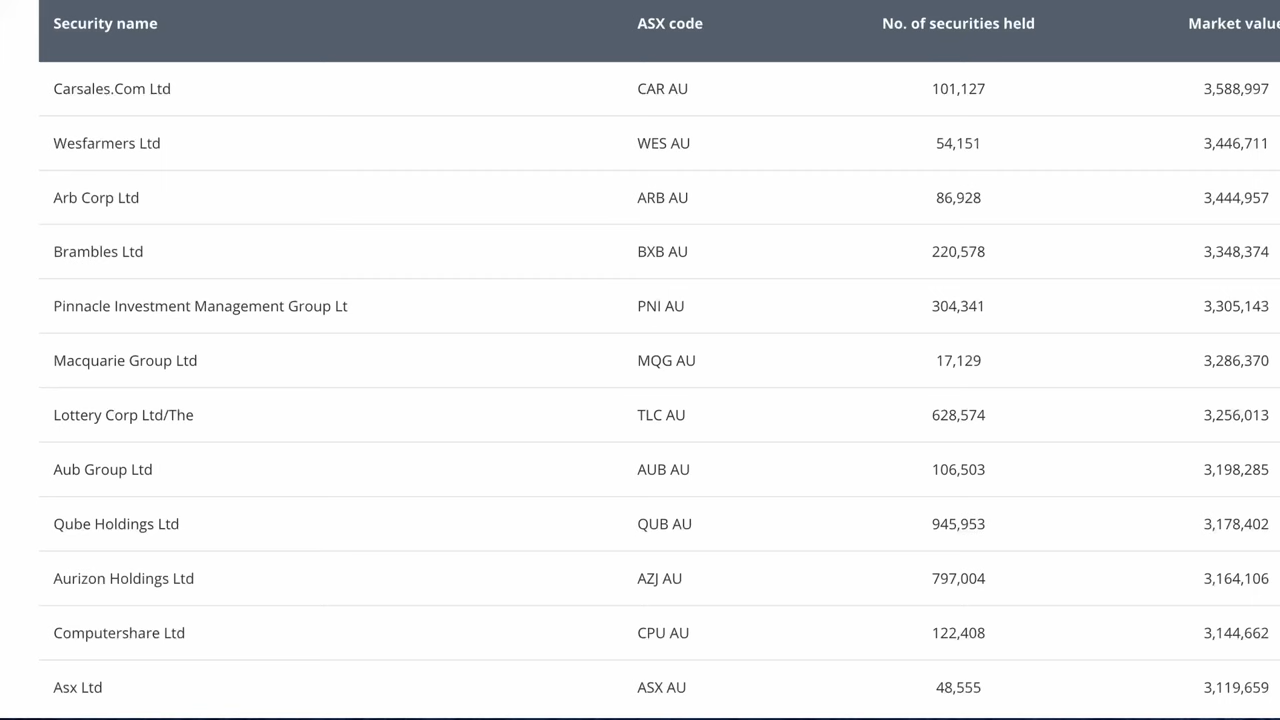 Security name ASX code No. of securities held Market value
Carsales.Com Ltd CAR AU 101,127 3,588,997
Wesfarmers Ltd WES AU 54,151 3,446,711
Arb Corp Ltd ARB AU 86,928 3,444,957
Brambles Ltd BXB AU 220,578 3,348,374
Pinnacle Investment Management Group Lt PNI AU 304,341 3,305,143
Macquarie Group Ltd MQG AU 17,129 3,286,370
Lottery Corp Ltd/The TLC AU 628,574 3,256,013
Aub Group Ltd AUB AU 106,503 3,198,285
Qube Holdings Ltd QUB AU 945,953 3,178,402
Aurizon Holdings Ltd AZJ AU 797,004 3,164,106
Computershare Ltd CPU AU 122,408 3,144,662
Asx Ltd ASX AU 48,555 3,119,659